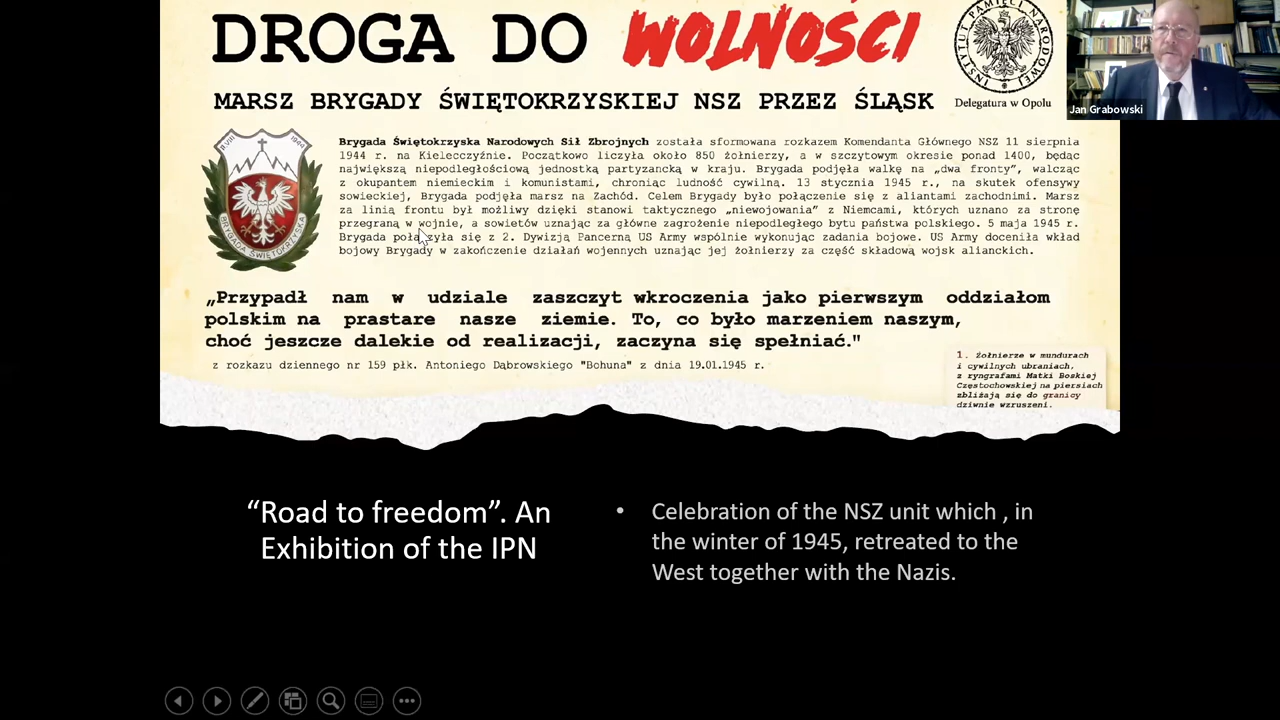 DROGA DO WOLNOŚCI
MARSZ BRYGADY ŚWIĘTOKRZYSKIEJ NSZ PRZEZ ŚLĄSK
INSTYTUT PAMIĘCI NARODOWEJ
Delegatura w Opolu
Jan Grabowski
11.VIII 1944
BRYGADA ŚWIĘTOKRZYSKA
Brygada Świętokrzyska Narodowych Sił Zbrojnych została sformowana rozkazem Komendanta Głównego NSZ 11 sierpnia
1944 r. na Kielecczyźnie. Początkowo liczyła około 850 żołnierzy, a w szczytowym okresie ponad 1400, będąc
największą niepodległościową jednostką partyzancką w kraju. Brygada podjęła walkę na „dwa fronty”, walcząc
z okupantem niemieckim i komunistami, chroniąc ludność cywilną. 13 stycznia 1945 r., na skutek ofensywy
sowieckiej, Brygada podjęła marsz na Zachód. Celem Brygady było połączenie się z aliantami zachodnimi. Marsz
za linią frontu był możliwy dzięki stanowi taktycznego „niewojowania” z Niemcami, których uznano za stronę
przegraną w wojnie, a sowietów uznając za główne zagrożenie niepodległego bytu państwa polskiego. 5 maja 1945 r.
Brygada połączyła się z 2. Dywizją Pancerną US Army wspólnie wykonując zadania bojowe. US Army doceniła wkład
bojowy Brygady w zakończenie działań wojennych uznając jej żołnierzy za część składową wojsk alianckich.
„Przypadł nam w udziale zaszczyt wkroczenia jako pierwszym oddziałom
polskim na prastare nasze ziemie. To, co było marzeniem naszym,
choć jeszcze dalekie od realizacji, zaczyna się spełniać."
z rozkazu dziennego nr 159 płk. Antoniego Dąbrowskiego "Bohuna" z dnia 19.01.1945 r.
1. Żołnierze w mundurach
i cywilnych ubraniach,
z ryngrafami Matki Boskiej
Częstochowskiej na piersiach
zbliżają się do granicy
dziwnie wzruszeni.
“Road to freedom”. An
Exhibition of the IPN
• Celebration of the NSZ unit which , in
the winter of 1945, retreated to the
West together with the Nazis.